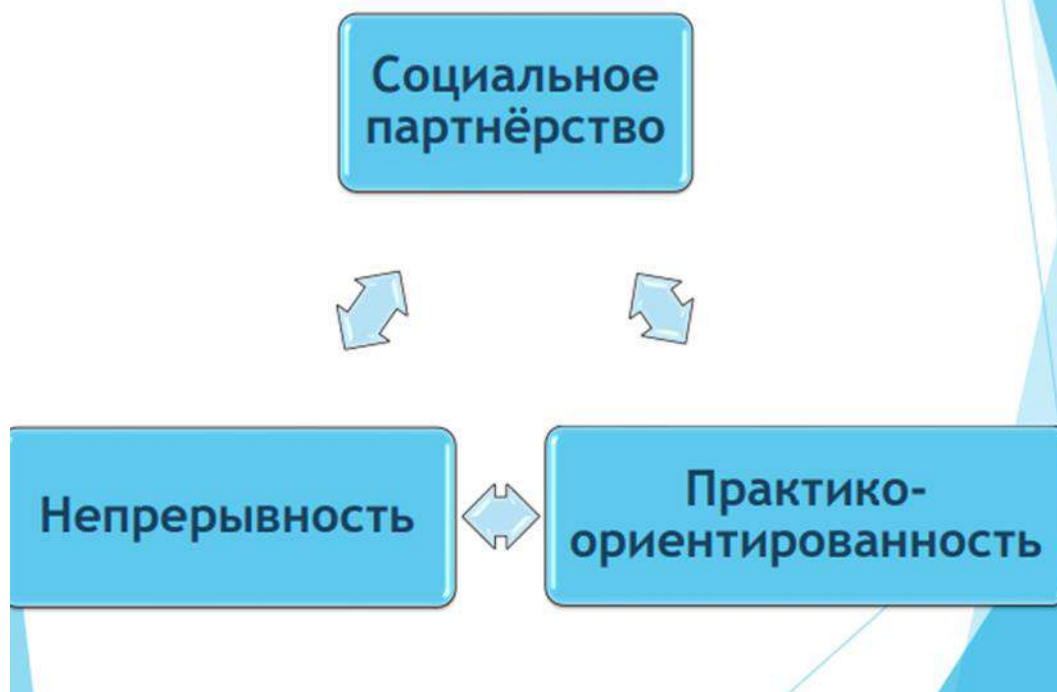 Социальное
партнёрство
Непрерывность
Практико-
ориентированность